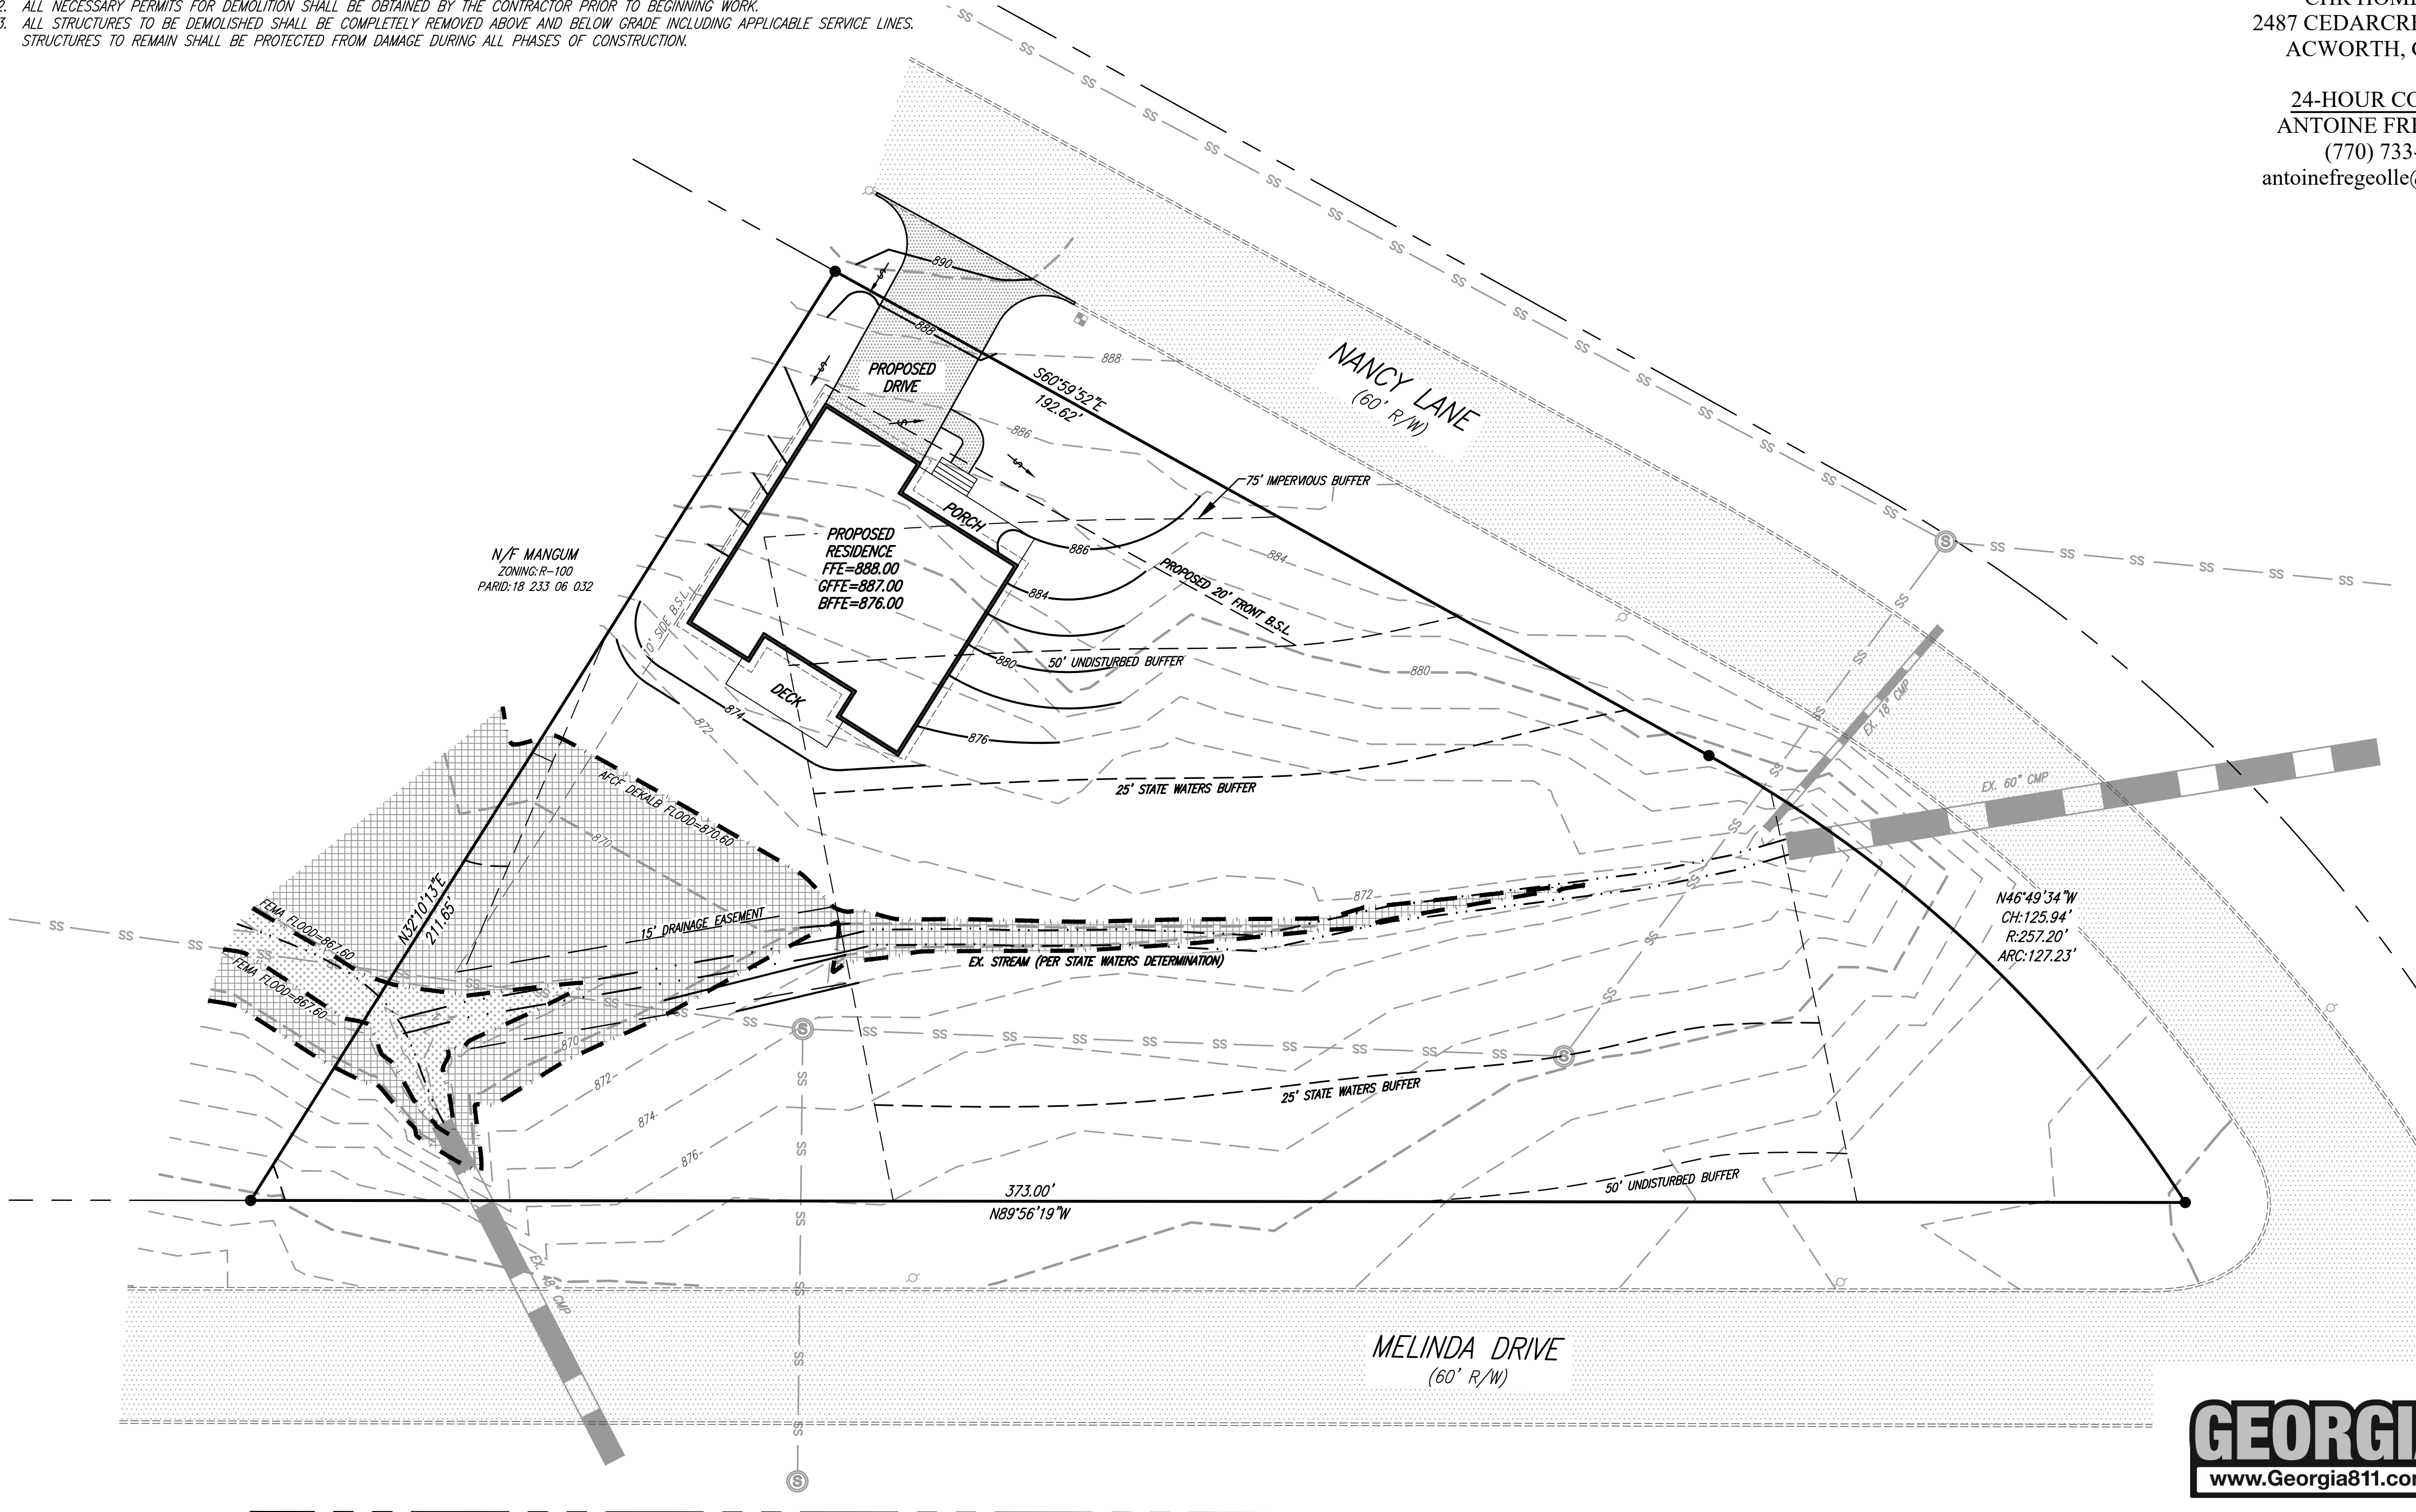 2. ALL NECESSARY PERMITS FOR DEMOLITION SHALL BE OBTAINED BY THE CONTRACTOR PRIOR TO BEGINNING WORK.
3. ALL STRUCTURES TO BE DEMOLISHED SHALL BE COMPLETELY REMOVED ABOVE AND BELOW GRADE INCLUDING APPLICABLE SERVICE LINES.
STRUCTURES TO REMAIN SHALL BE PROTECTED FROM DAMAGE DURING ALL PHASES OF CONSTRUCTION.
2487 CEDARCRE
ACWORTH,
24-HOUR CO
ANTOINE FRE
(770) 733-
antoinefregeolle@
890
888
888
PROPOSED
DRIVE
S60°59'52"E
192.62'
NANCY LANE
(60' R/W)
886
75' IMPERVIOUS BUFFER
PORCH
886
884
PROPOSED
RESIDENCE
FFE=888.00
GFFE=887.00
BFFE=876.00
N/F MANGUM
ZONING:R-100
PARID:18 233 06 032
10' SIDE B.S.L.
884
PROPOSED 20' FRONT B.S.L.
880
50' UNDISTURBED BUFFER
880
DECK
874
872
876
EX. 18" CMP
EX. 60" CMP
25' STATE WATERS BUFFER
AFCF DEKALB FLOOD=870.60
870
872
N32°10'13"E
211.65'
FEMA FLOOD=867.60
FEMA FLOOD=867.60
15' DRAINAGE EASEMENT
EX. STREAM (PER STATE WATERS DETERMINATION)
N46°49'34"W
CH:125.94'
R:257.20'
ARC:127.23'
870
872
874
876
25' STATE WATERS BUFFER
50' UNDISTURBED BUFFER
373.00'
N89°56'19"W
EX. 48" CMP
MELINDA DRIVE
(60' R/W)
GEORGIA
www.Georgia811.co